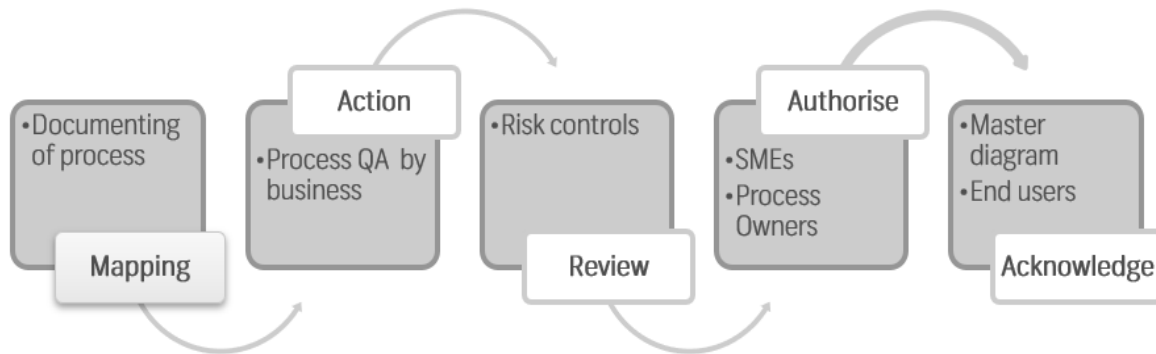 •Documenting
of process
Mapping
Action
•Process QA by
business
•Risk controls
Review
Authorise
•SMEs
•Process
Owners
•Master
diagram
•End users
Acknowledge